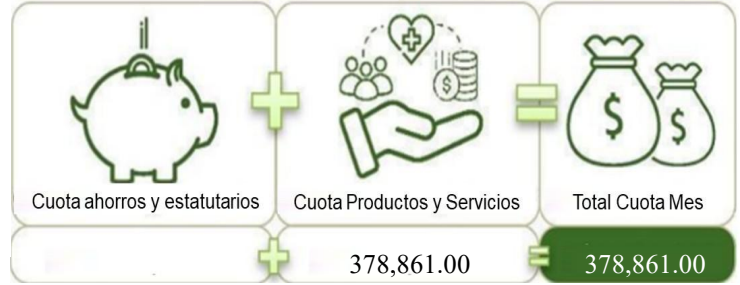 $
$ $
Cuota ahorros y estatutarios Cuota Productos y Servicios Total Cuota Mes
378,861.00 378,861.00